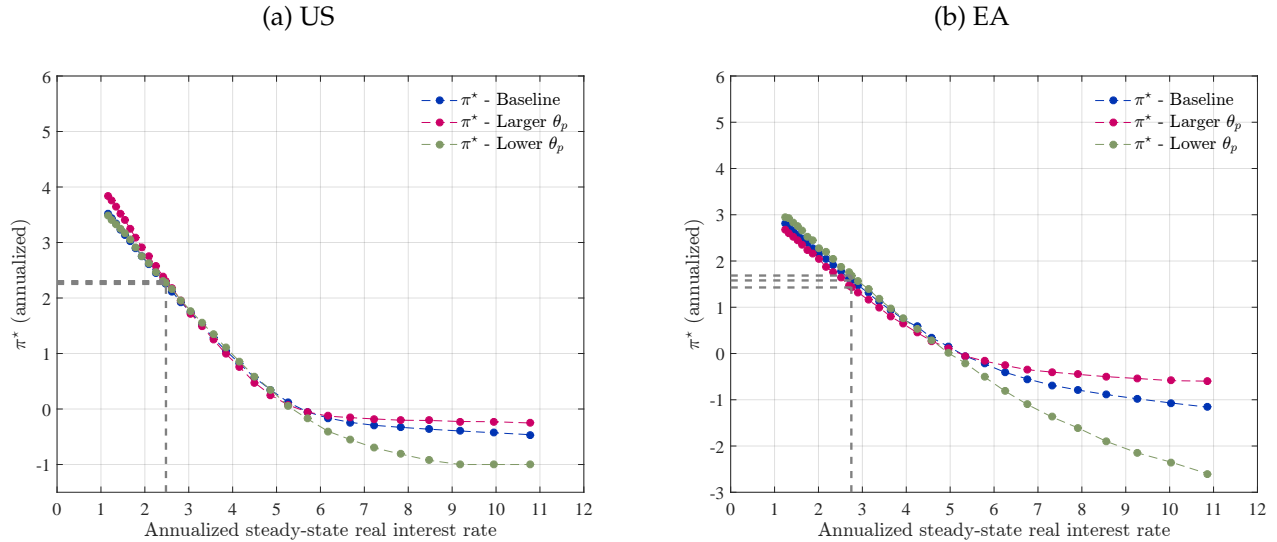 (a) US
6
5
4
3
2
1
0
-1
0 1 2 3 4 5 6 7 8 9 10 11 12
π* (annualized)
Annualized steady-state real interest rate
π* - Baseline
π* - Larger θp
π* - Lower θp
(b) EA
6
5
4
3
2
1
0
-1
-2
-3
0 1 2 3 4 5 6 7 8 9 10 11 12
π* (annualized)
Annualized steady-state real interest rate
π* - Baseline
π* - Larger θp
π* - Lower θp